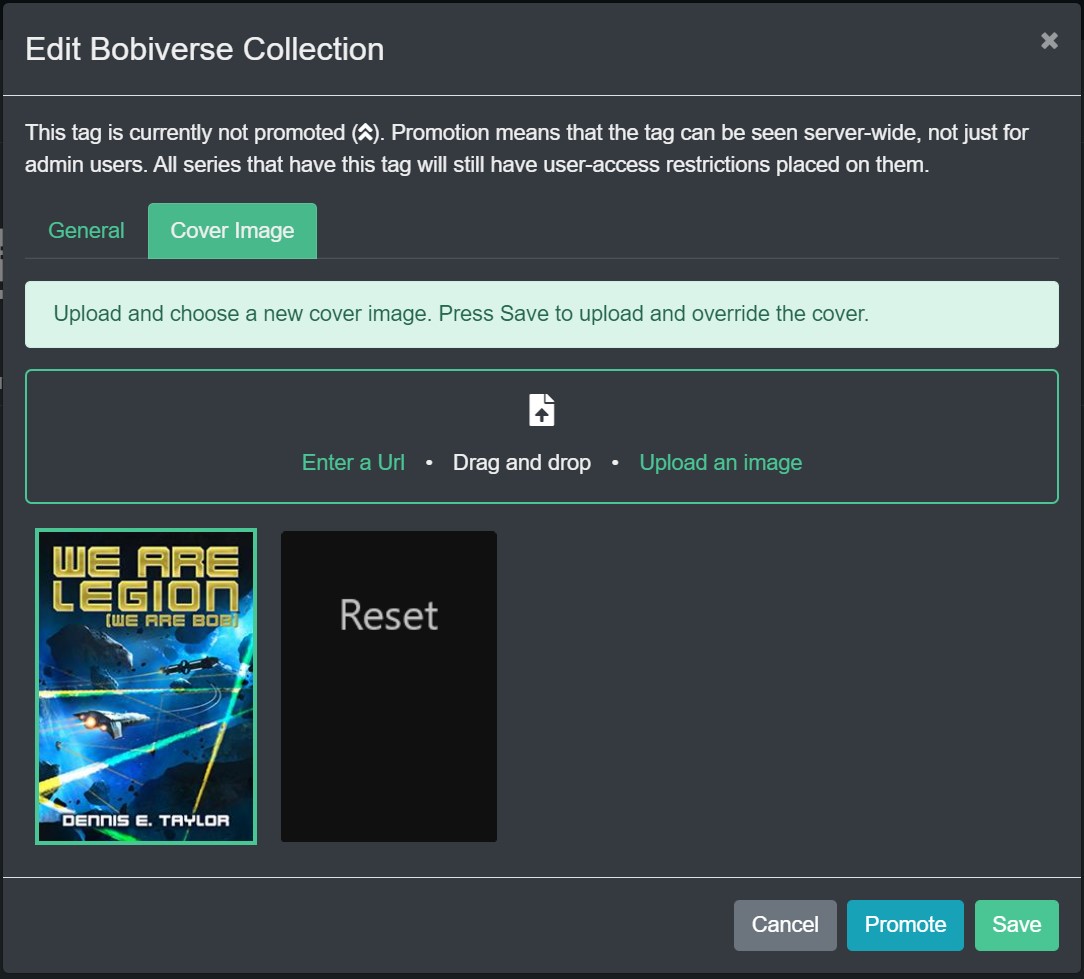 Edit Bobiverse Collection
This tag is currently not promoted (). Promotion means that the tag can be seen server-wide, not just for
admin users. All series that have this tag will still have user-access restrictions placed on them.
General
Cover Image
Upload and choose a new cover image. Press Save to upload and override the cover.
Enter a Url • Drag and drop • Upload an image
WE ARE
LEGION
(WE ARE BOB)
DENNIS E. TAYLOR
Reset
Cancel
Promote
Save